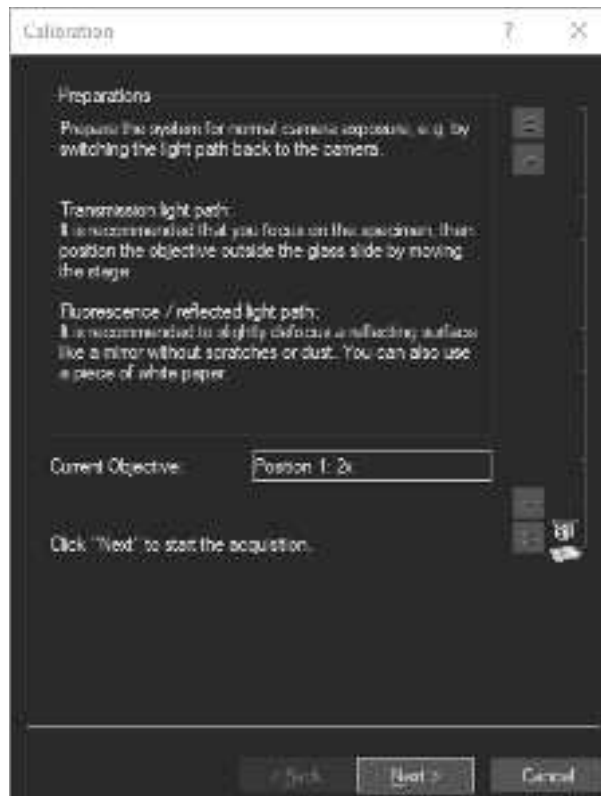 Calibration
Preparations
Prepare the system for normal camera exposure, e.g. by
switching the light path back to the camera.
Transmission light path:
It is recommended that you focus on the specimen, then
position the objective outside the glass slide by moving
the stage
Fluorescence / reflected light path:
It is recommended to slightly defocus a reflecting surface
like a mirror without scratches or dust. You can also use
a piece of white paper
Current Objective:
Position 1: 2x
Click "Next" to start the acquisition.
< Back
Next >
Cancel